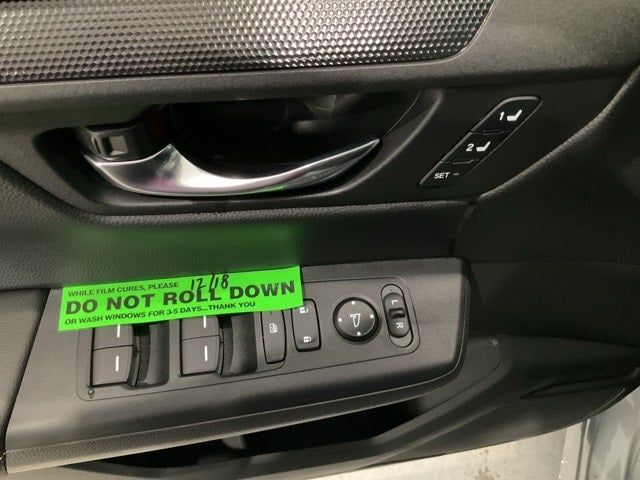 1
2
SET
WHILE FILM CURES, PLEASE 12/18
DO NOT ROLL DOWN
OR WASH WINDOWS FOR 3-5 DAYS...THANK YOU
L
R